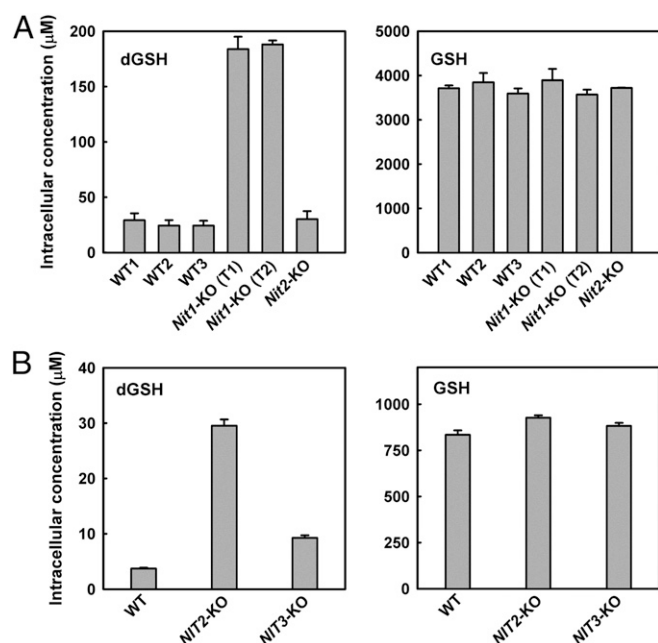 A
Intracellular concentration (µM)
200
150
100
50
0
dGSH
WT1
WT2
WT3
Nit1-KO (T1)
Nit1-KO (T2)
Nit2-KO
5000
4000
3000
2000
1000
0
GSH
WT1
WT2
WT3
Nit1-KO (T1)
Nit1-KO (T2)
Nit2-KO
B
Intracellular concentration (µM)
40
30
20
10
0
dGSH
WT
NIT2-KO
NIT3-KO
1000
750
500
250
0
GSH
WT
NIT2-KO
NIT3-KO